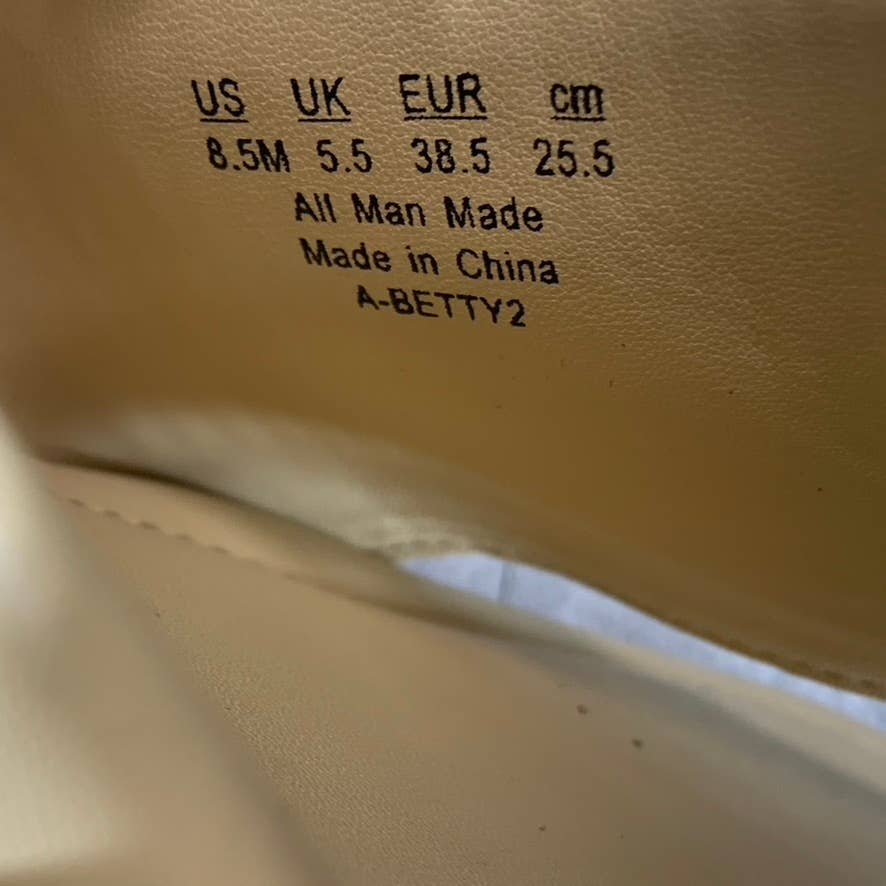 US UK EUR cm
8.5M 5.5 38.5 25.5
All Man Made
Made in China
A-BETTY2